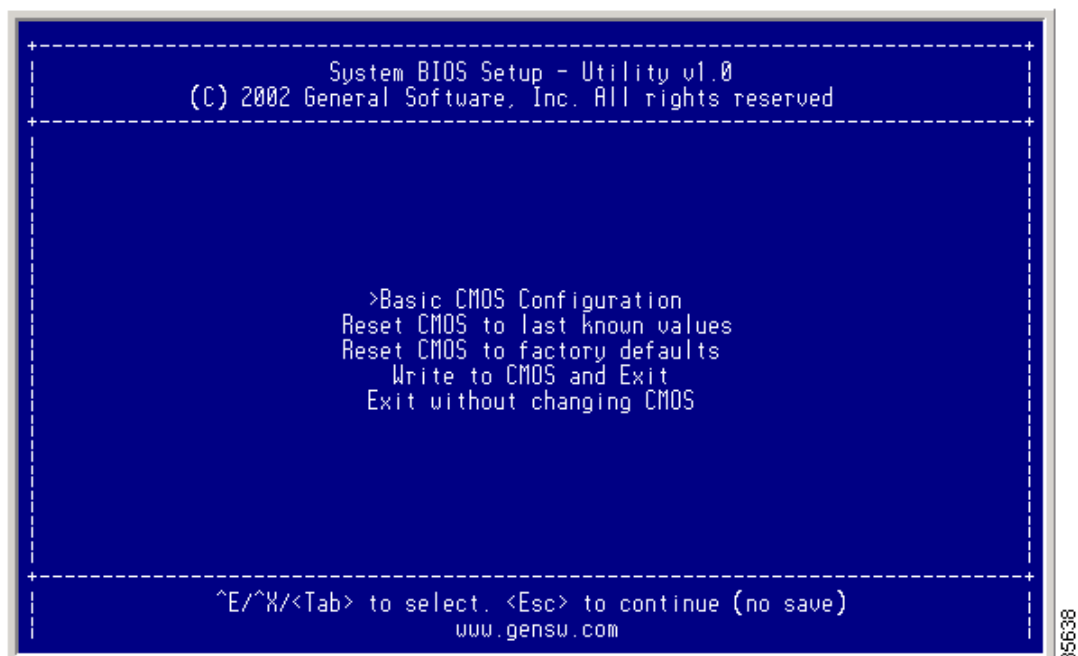 System BIOS Setup - Utility v1.0
(C) 2002 General Software, Inc. All rights reserved
>Basic CMOS Configuration
Reset CMOS to last known values
Reset CMOS to factory defaults
Write to CMOS and Exit
Exit without changing CMOS
^E/^X/<Tab> to select. <Esc> to continue (no save)
www.gensw.com